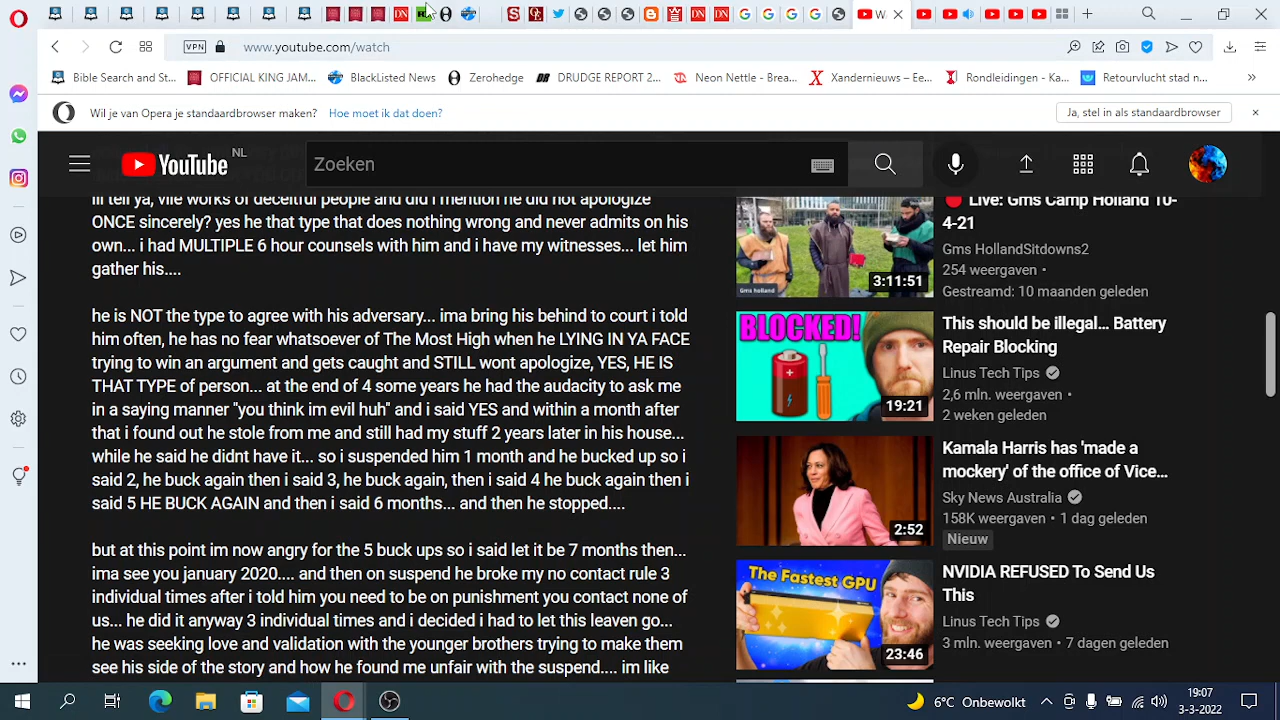 www.youtube.com/watch
VPN
W
Bible Search and St...
OFFICIAL KING JAM...
BlackListed News
Zerohedge
DRUDGE REPORT 2...
Neon Nettle - Brea...
Xandernieuws – Ee...
Rondleidingen - Ka...
Retourvlucht stad n...
Wil je van Opera je standaardbrowser maken? Hoe moet ik dat doen?
Ja, stel in als standaardbrowser
YouTube NL
Zoeken
ill tell ya, vile works of deceitful people and did i mention he did not apologize
ONCE sincerely? yes he that type that does nothing wrong and never admits on his
own... i had MULTIPLE 6 hour counsels with him and i have my witnesses... let him
gather his....
he is NOT the type to agree with his adversary... ima bring his behind to court i told
him often, he has no fear whatsoever of The Most High when he LYING IN YA FACE
trying to win an argument and gets caught and STILL wont apologize, YES, HE IS
THAT TYPE of person... at the end of 4 some years he had the audacity to ask me
in a saying manner "you think im evil huh" and i said YES and within a month after
that i found out he stole from me and still had my stuff 2 years later in his house...
while he said he didnt have it... so i suspended him 1 month and he bucked up so i
said 2, he buck again then i said 3, he buck again, then i said 4 he buck again then i
said 5 HE BUCK AGAIN and then i said 6 months... and then he stopped....
but at this point im now angry for the 5 buck ups so i said let it be 7 months then...
ima see you january 2020.... and then on suspend he broke my no contact rule 3
individual times after i told him you need to be on punishment you contact none of
us... he did it anyway 3 individual times and i decided i had to let this leaven go...
he was seeking love and validation with the younger brothers trying to make them
see his side of the story and how he found me unfair with the suspend.... im like
Live: Gms Camp Holland 10-
4-21
Gms HollandSitdowns2
254 weergaven •
Gestreamd: 10 maanden geleden
Gms holland
3:11:51
BLOCKED!
19:21
This should be illegal... Battery
Repair Blocking
Linus Tech Tips
2,6 mln. weergaven •
2 weken geleden
2:52
Kamala Harris has 'made a
mockery' of the office of Vice...
Sky News Australia
158K weergaven • 1 dag geleden
Nieuw
The Fastest GPU
23:46
NVIDIA REFUSED To Send Us
This
Linus Tech Tips
3 mln. weergaven • 7 dagen geleden
6°C Onbewolkt
19:07
3-3-2022